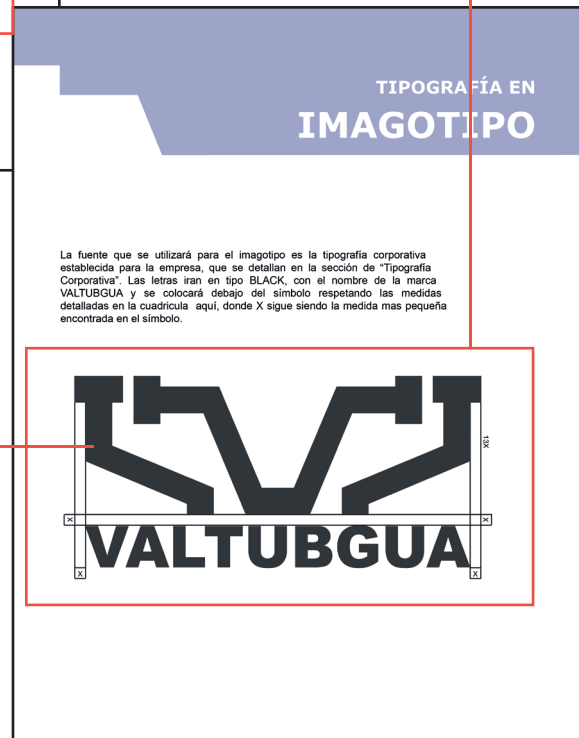 TIPOGRAFÍA EN
IMAGOTIPO
La fuente que se utilizará para el imagotipo es la tipografía corporativa
establecida para la empresa, que se detallan en la sección de “Tipografía
Corporativa”. Las letras iran en tipo BLACK, con el nombre de la marca
VALTUBGUA y se colocará debajo del símbolo respetando las medidas
detalladas en la cuadricula aquí, donde X sigue siendo la medida mas pequeña
encontrada en el símbolo.
13X
X
X
VALTUBGUA
X
X